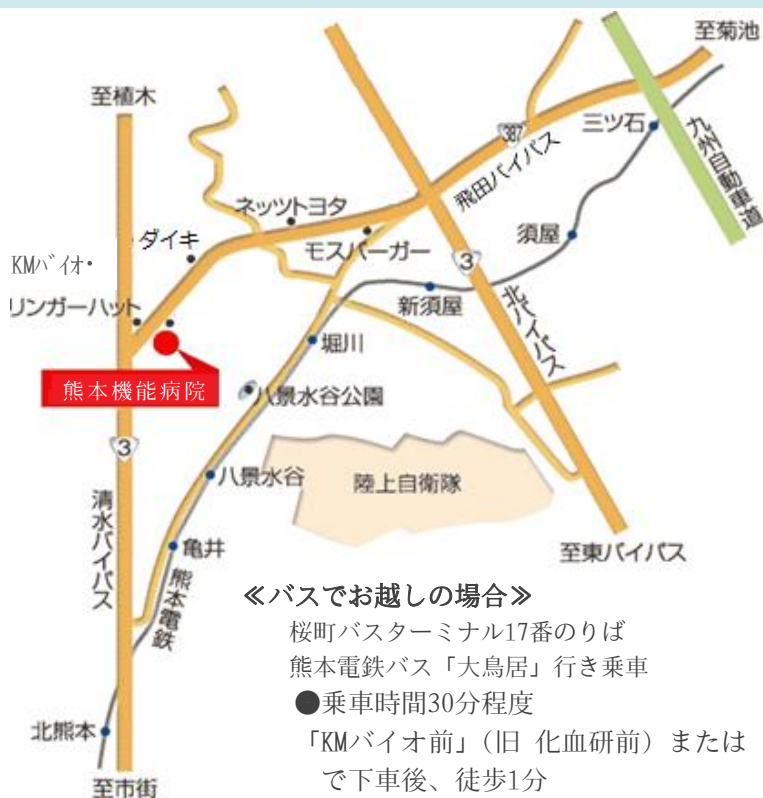 至菊池
至植木
387
三ツ石
九州自動車道
飛田バイパス
ネッツトヨタ
ダイキ
モスバーガー
須屋
KMバイオ・
3
新須屋
北バイパス
リンガーハット
堀川
熊本機能病院
八景水谷公園
3
八景水谷
陸上自衛隊
清水バイパス
亀井
至東バイパス
熊本電鉄
≪バスでお越しの場合≫
桜町バスターミナル17番のりば
熊本電鉄バス「大鳥居」行き乗車
●乗車時間30分程度
北熊本
「KMバイオ前」(旧 化血研前) または
で下車後、徒歩1分
至市街